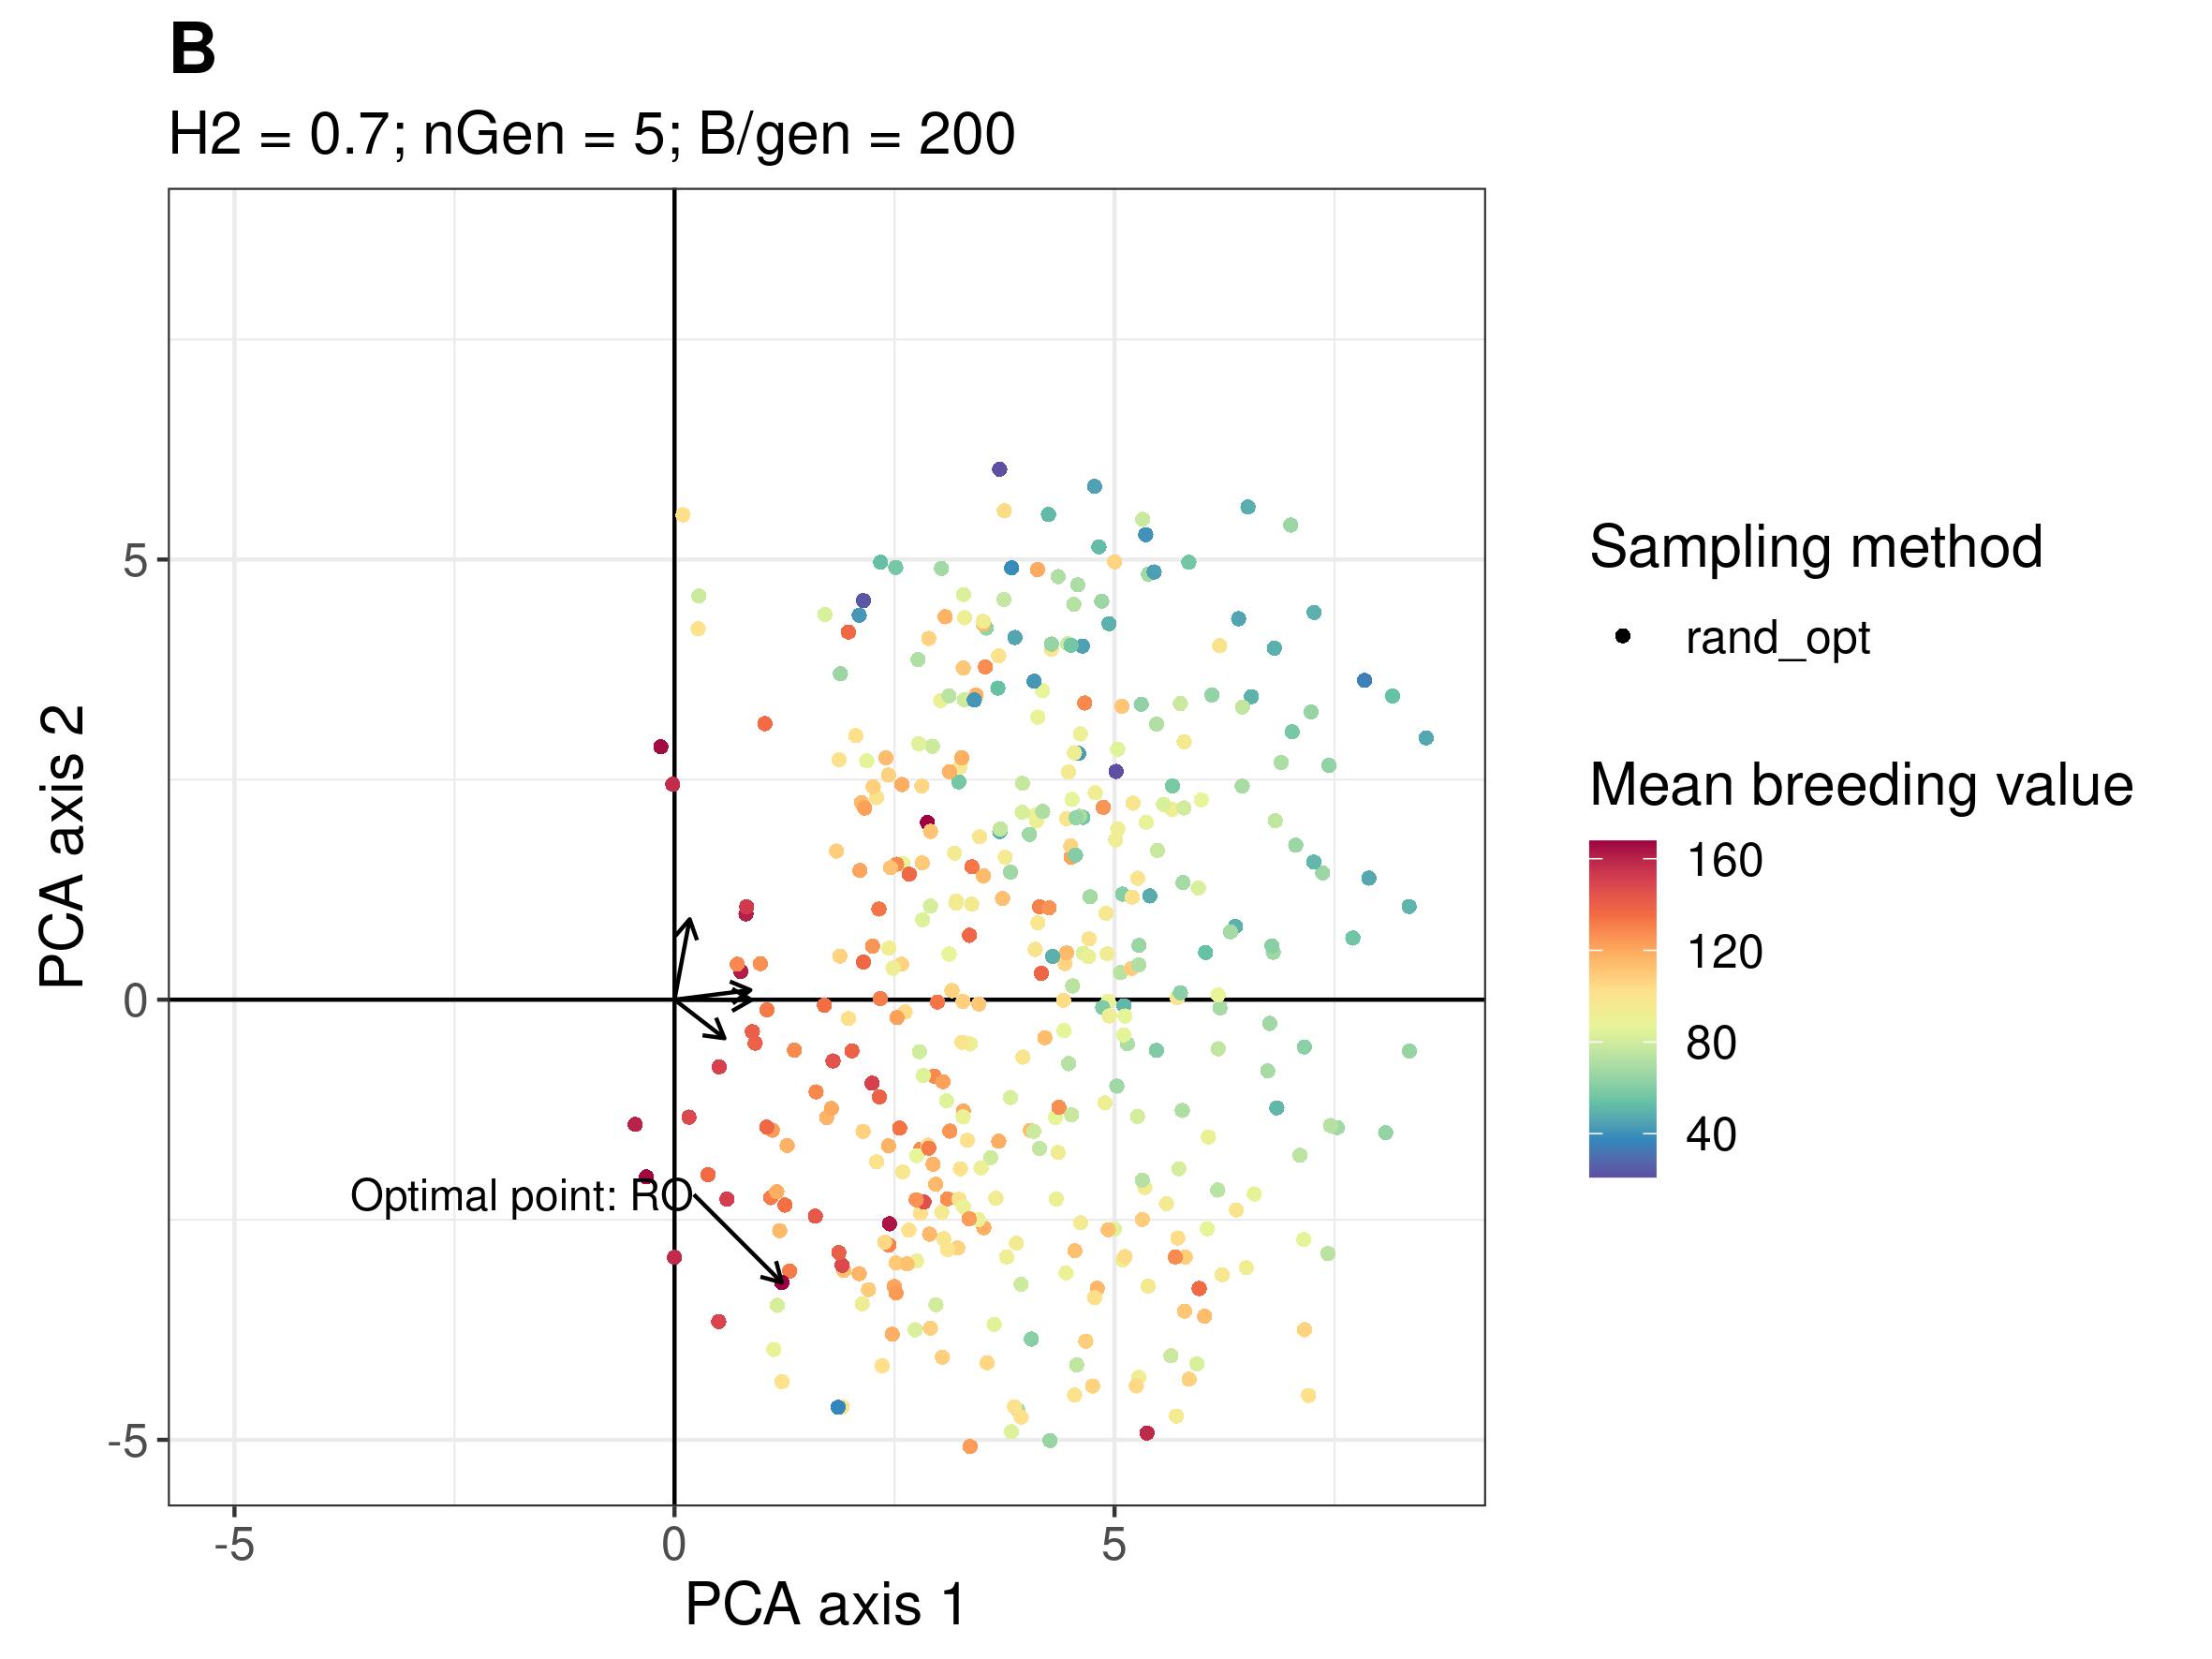 B
H2 = 0.7; nGen = 5; B/gen = 200
PCA axis 2
5
0
-5
Optimal point: RO
-5
0
5
PCA axis 1
Sampling method
rand_opt
Mean breeding value
160
120
80
40